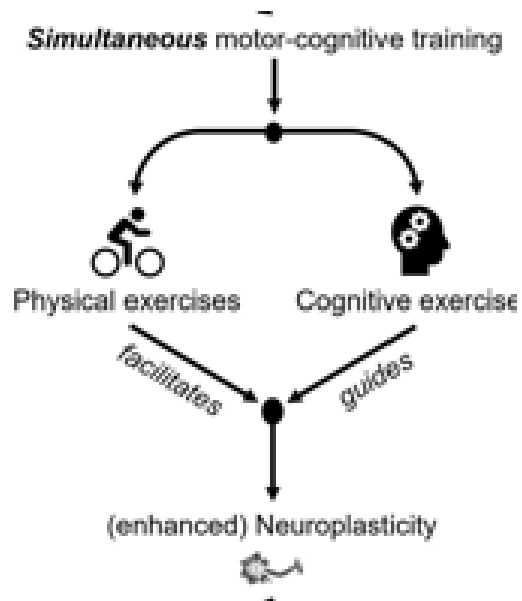 Simultaneous motor-cognitive training
Physical exercises
Cognitive exercise
facilitates
guides
(enhanced) Neuroplasticity